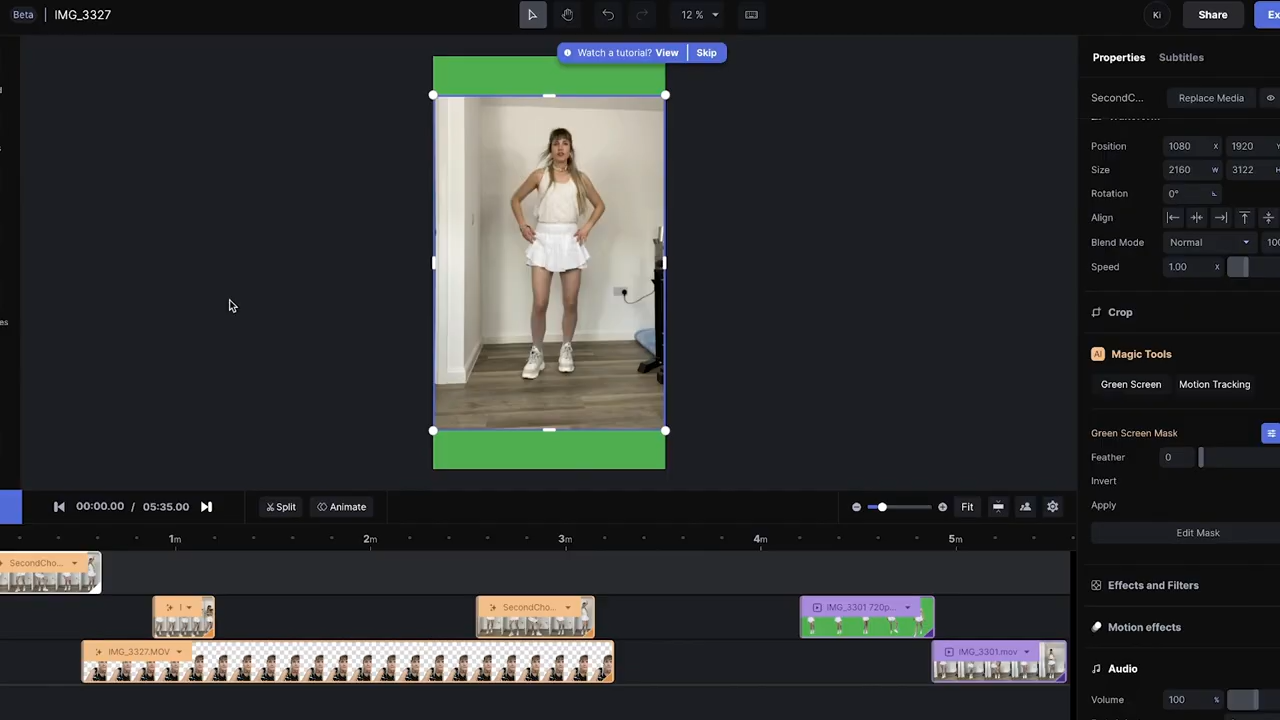 Beta IMG_3327 12 % KI Share Ex
Watch a tutorial? View Skip
Properties Subtitles
SecondC... Replace Media
Position 1080 X 1920 Y
Size 2160 W 3122 H
Rotation 0°
Align
Blend Mode Normal 100
Speed 1.00 x
Crop
AI Magic Tools
Green Screen Motion Tracking
Green Screen Mask
Feather 0
Invert
Apply
Edit Mask
Effects and Filters
Motion effects
Audio
Volume 100 %
00:00.00 / 05:35.00 Split Animate Fit
1m 2m 3m 4m 5m
SecondCho...
I SecondCho... IMG_3301 720p...
IMG_3327.MOV IMG_3301.mov